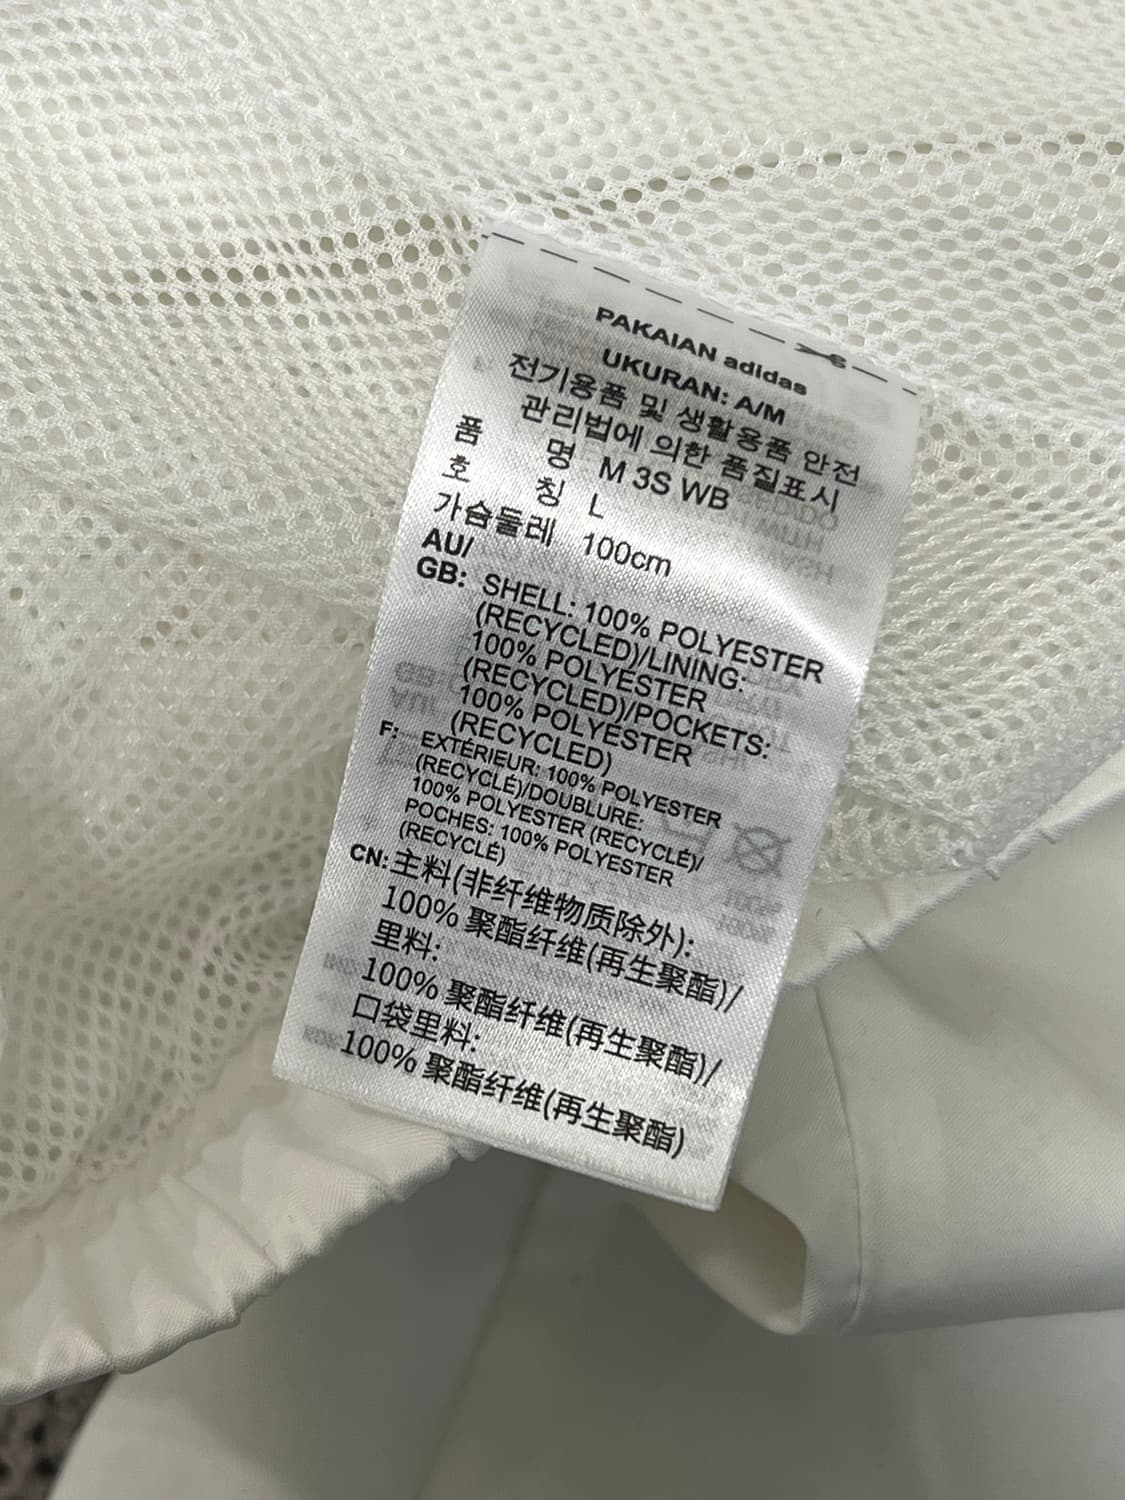 PAKAIAN adidas
UKURAN: A/M
전기용품 및 생활용품 안전
관리법에 의한 품질표시
품 명 M 3S WB
호 칭 L
가슴둘레 100cm
AU/
GB: SHELL: 100% POLYESTER
(RECYCLED)/LINING:
100% POLYESTER
(RECYCLED)/POCKETS:
100% POLYESTER
(RECYCLED)
F: EXTÉRIEUR: 100% POLYESTER
(RECYCLÉ)/DOUBLURE:
100% POLYESTER (RECYCLÉ)/
POCHES: 100% POLYESTER
(RECYCLÉ)
CN: 主料(非纤维物质除外):
100% 聚酯纤维(再生聚酯)/
里料:
100% 聚酯纤维(再生聚酯)/
口袋里料:
100% 聚酯纤维(再生聚酯)